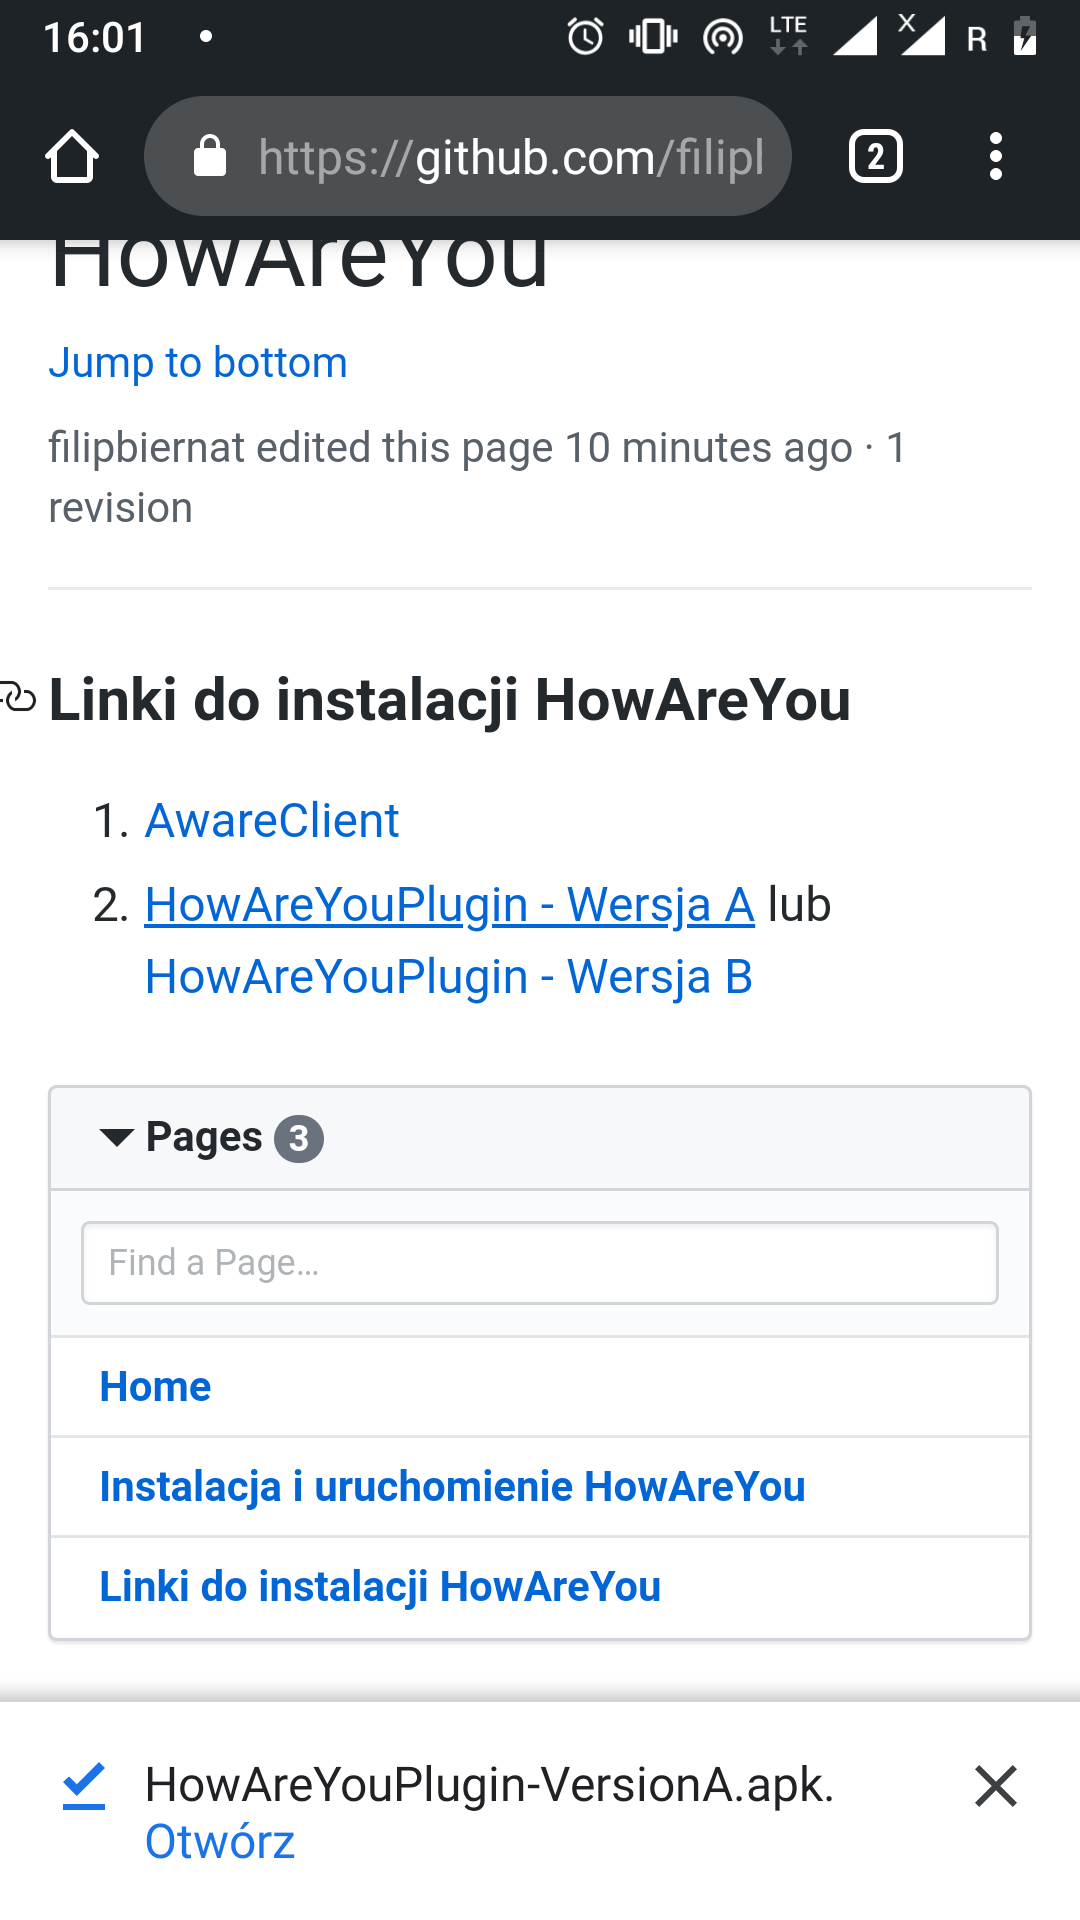 16:01
LTE
X
R
https://github.com/filipl
2
HowAreYou
Jump to bottom
filipbiernat edited this page 10 minutes ago · 1
revision
Linki do instalacji HowAreYou
1. AwareClient
2. HowAreYouPlugin - Wersja A lub
HowAreYouPlugin - Wersja B
Pages 3
Find a Page…
Home
Instalacja i uruchomienie HowAreYou
Linki do instalacji HowAreYou
HowAreYouPlugin-VersionA.apk.
Otwórz